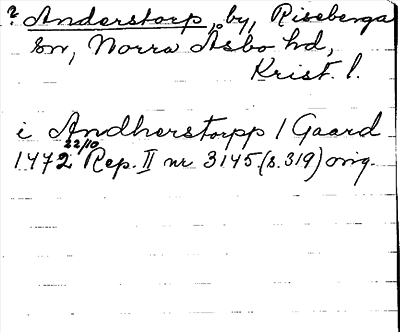 ? Anderstorp, by, Riseberga
sn, Norra Åsbo hd,
Krist. l.
i Andherstorpp 1 Gaard
1472 22/10 Rep. II nr 3145 (s. 319) orig.